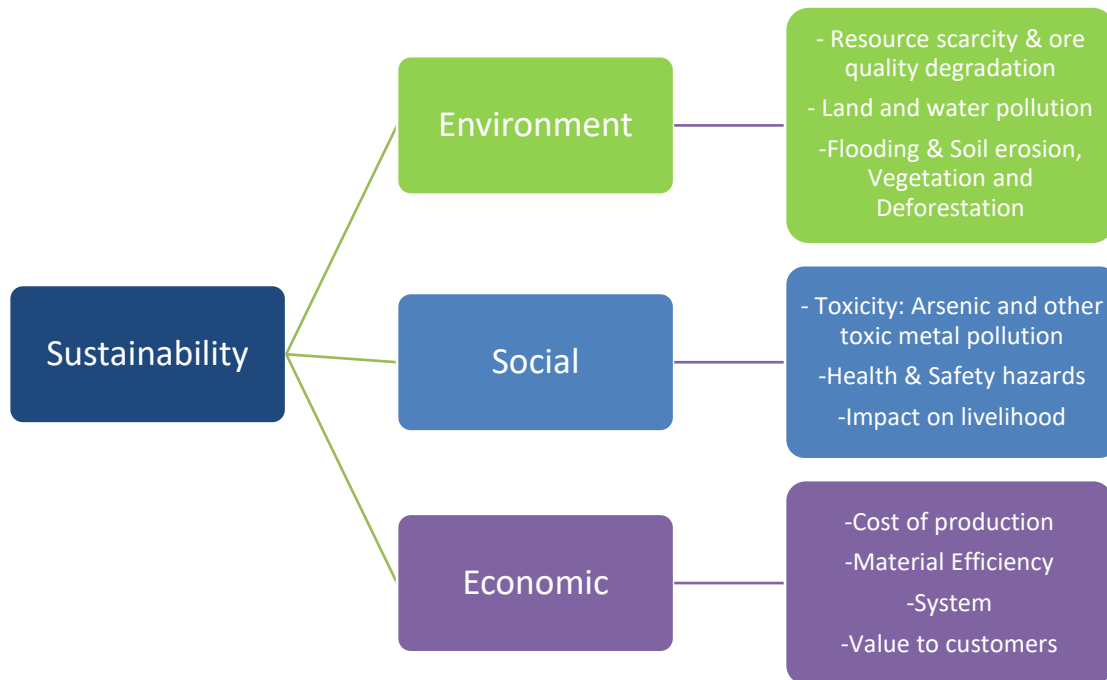 Sustainability
Environment
- Resource scarcity & ore
quality degradation
- Land and water pollution
-Flooding & Soil erosion,
Vegetation and
Deforestation
Social
- Toxicity: Arsenic and other
toxic metal pollution
-Health & Safety hazards
-Impact on livelihood
Economic
-Cost of production
-Material Efficiency
-System
-Value to customers